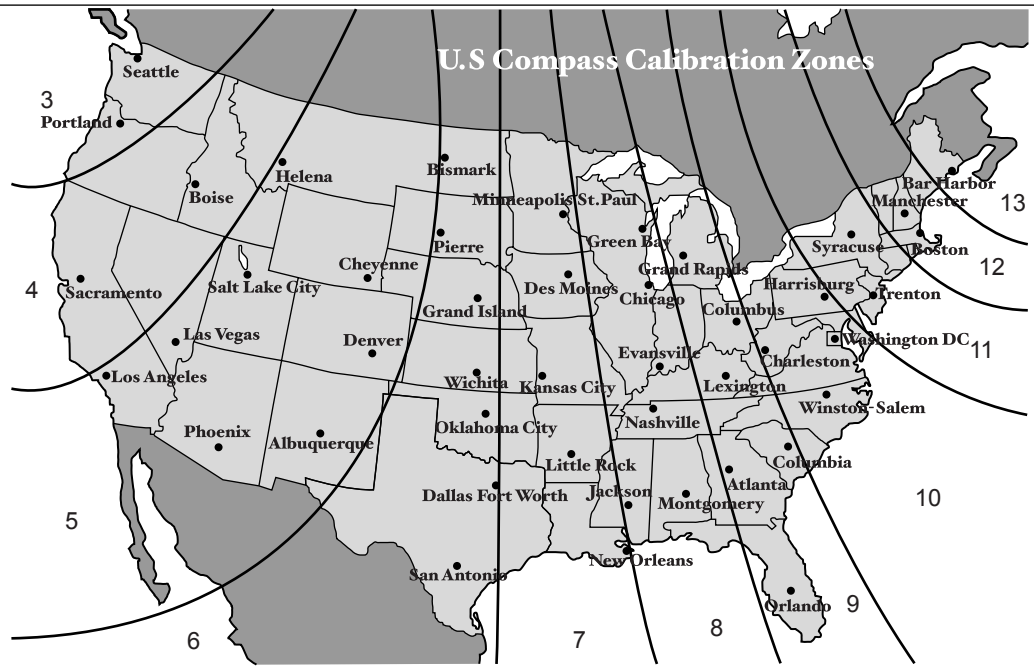 U.S Compass Calibration Zones
Seattle
3
Portland
Helena
Bismark
Boise
Bar Harbor
Minneapolis St.Paul
Manchester
13
Pierre
Green Bay
Syracuse
Boston
Cheyenne
Grand Rapids
12
Salt Lake City
Des Moines
Harrisburg
4
Sacramento
Chicago
Trenton
Grand Island
Columbus
Las Vegas
Denver
Washington DC
11
Evansville
Charleston
Los Angeles
Wichita
Kansas City
Lexington
Winston-Salem
Phoenix
Albuquerque
Oklahoma City
Nashville
Little Rock
Columbia
Dallas Fort Worth
Jackson
Atlanta
Montgomery
10
5
New Orleans
San Antonio
Orlando
9
6
7
8